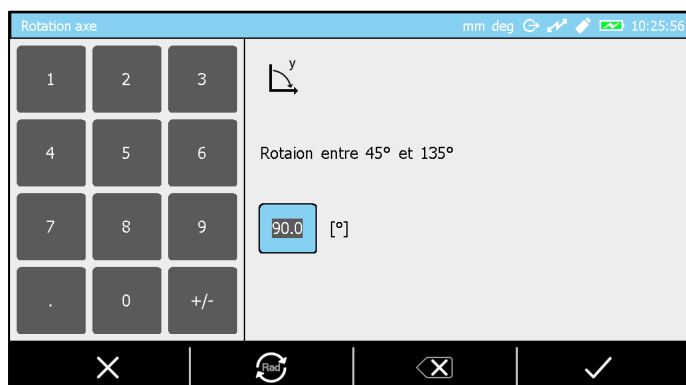 Rotation axe mm deg 10:25:56
1 2 3
y
4 5 6
Rotaion entre 45° et 135°
7 8 9
90.0 [°]
. 0 +/-
Rad